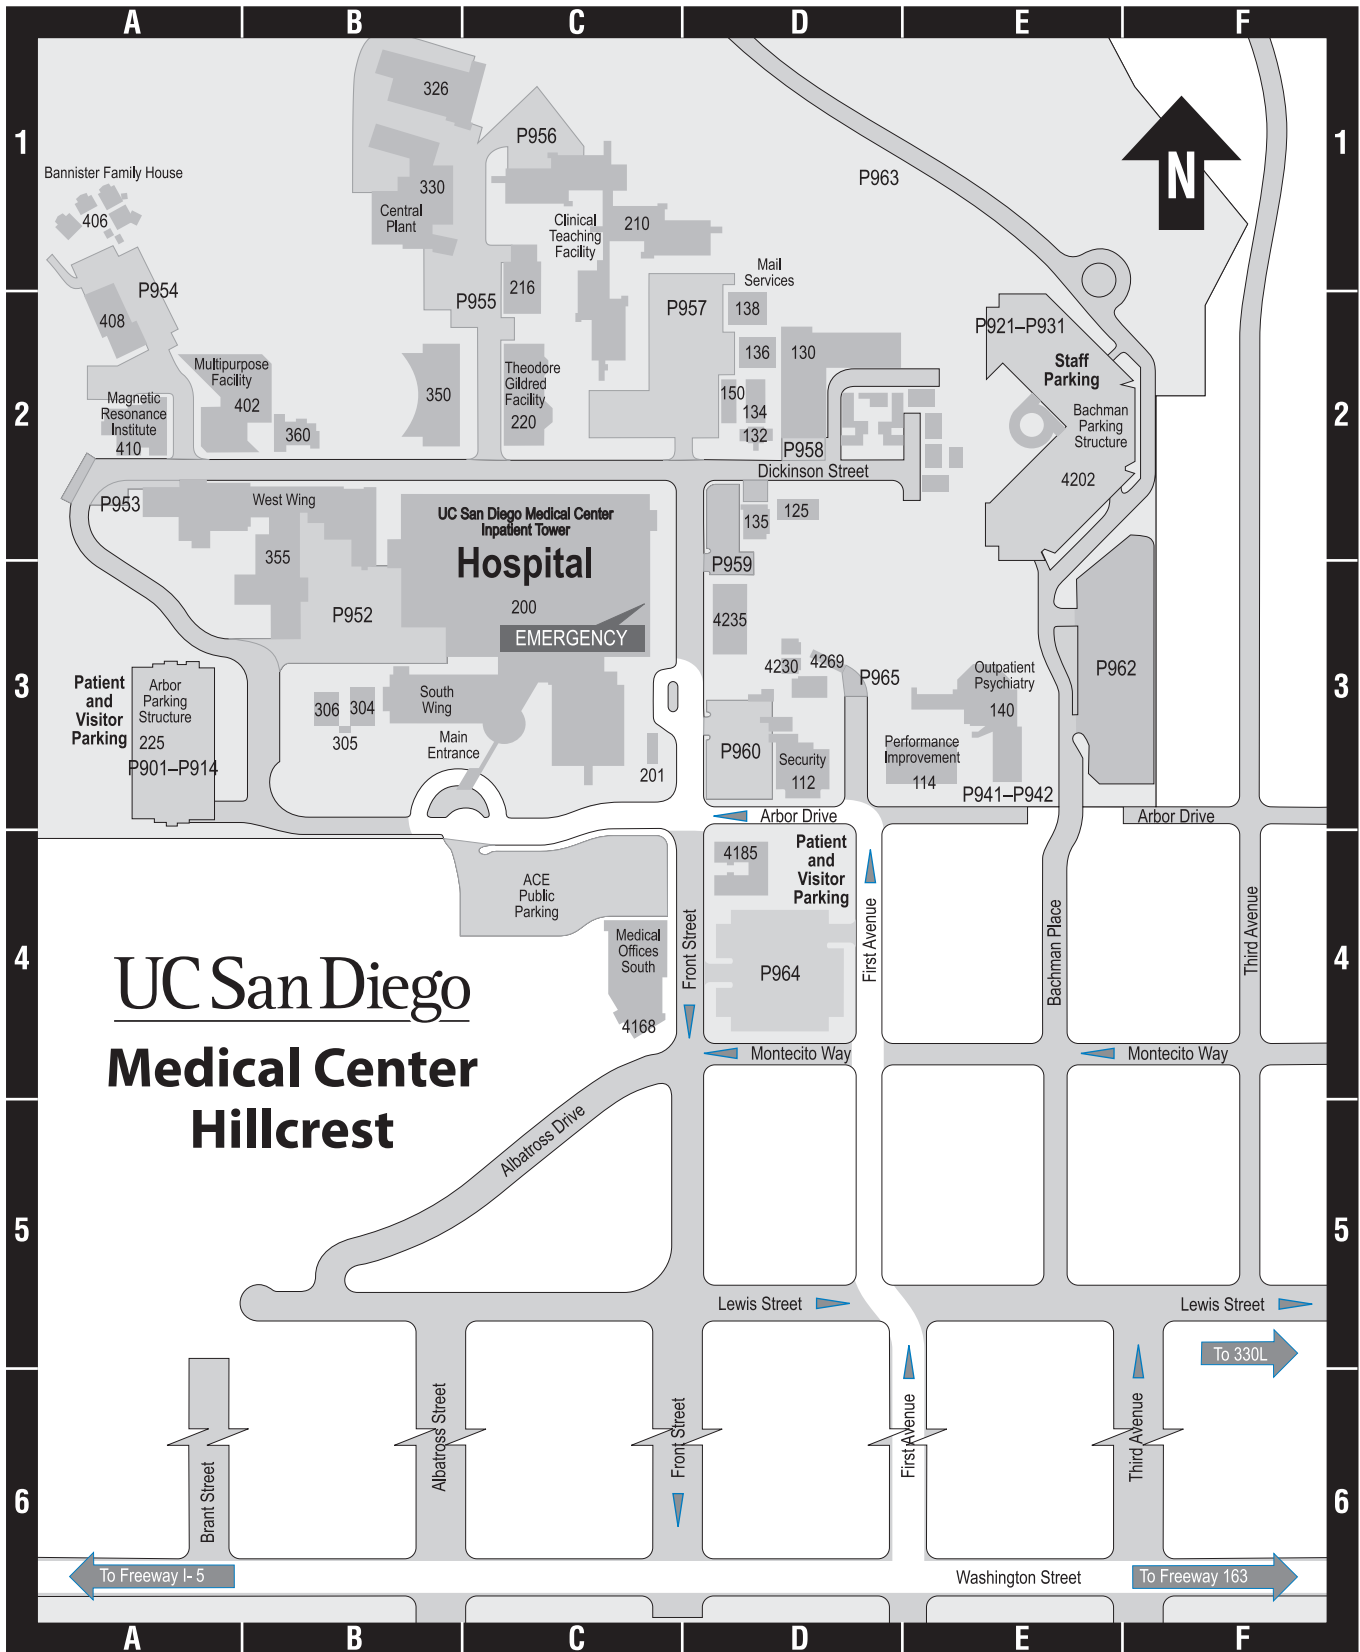 A B C D E F
1
326
P956
1
N
Bannister Family House
P963
406
330
Central
Plant
Clinical
Teaching
Facility
210
Mail
Services
P954
216
P955
P957
138
408
P921–P931
136
130
Staff
Parking
Multipurpose
Facility
Theodore
Gildred
Facility
2
Magnetic
Resonance
Institute
402
350
150
134
Bachman
Parking
Structure
2
220
360
132
410
P958
Dickinson Street
4202
P953
West Wing
UC San Diego Medical Center
Inpatient Tower
135
125
Hospital
355
P959
P952
200
4235
EMERGENCY
4230
4269
P965
Outpatient
Psychiatry
P962
3
Patient
and
Visitor
Parking
Arbor
Parking
Structure
South
Wing
3
306
304
140
305
Main
Entrance
225
P960
Security
Performance
Improvement
P901–P914
201
112
114
P941–P942
Arbor Drive
Arbor Drive
4185
Patient
and
Visitor
Parking
ACE
Public
Parking
Front Street
First Avenue
Bachman Place
Third Avenue
4
Medical
Offices
South
4
UC San Diego
P964
4168
Medical Center
Hillcrest
Montecito Way
Montecito Way
Albatross Drive
5
5
Lewis Street
Lewis Street
To 330L
Albatross Street
Front Street
First Avenue
Third Avenue
6
Brant Street
6
To Freeway I- 5
Washington Street
To Freeway 163
A B C D E F